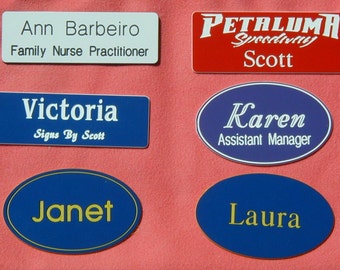 Ann Barbeiro
Family Nurse Practitioner
PETALUMA
Speedway
Scott
Victoria
Signs By Scott
Karen
Assistant Manager
Janet
Laura